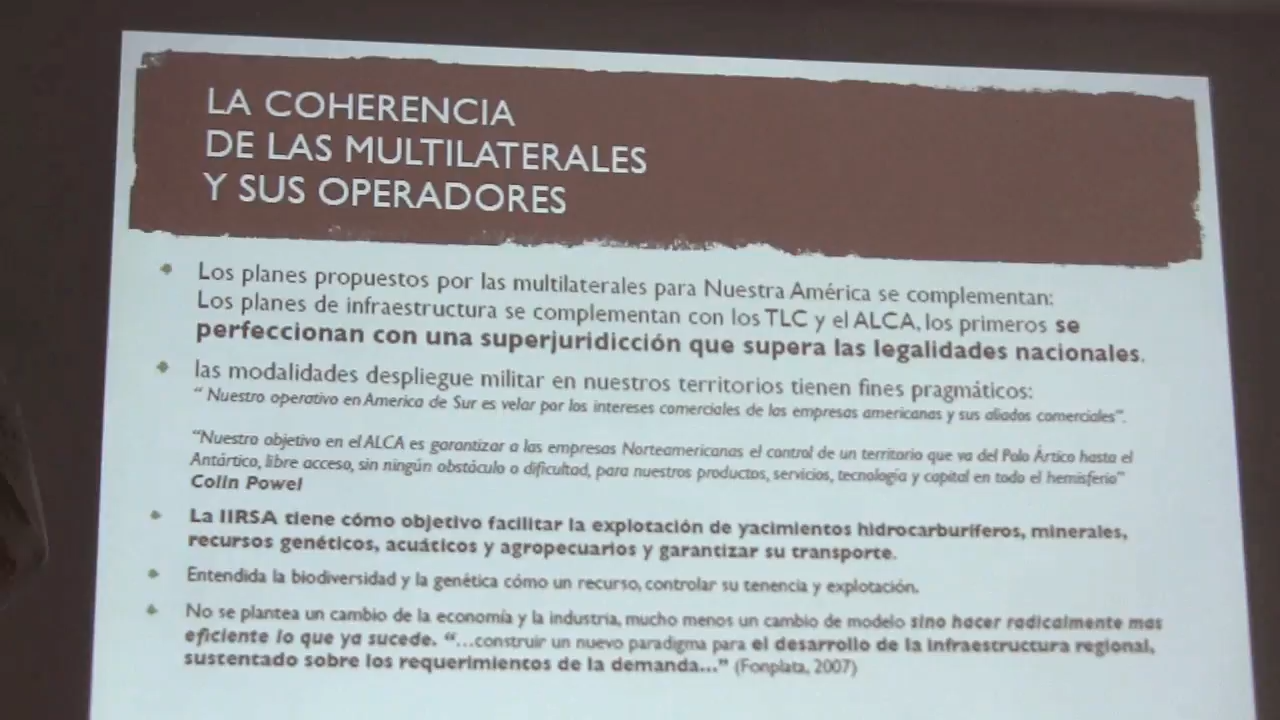 LA COHERENCIA
DE LAS MULTILATERALES
Y SUS OPERADORES
Los planes propuestos por las multilaterales para Nuestra América se complementan:
Los planes de infraestructura se complementan con los TLC y el ALCA, los primeros se
perfeccionan con una superjuridicción que supera las legalidades nacionales.
las modalidades despliegue militar en nuestros territorios tienen fines pragmáticos:
“ Nuestro operativo en America de Sur es velar por los intereses comerciales de las empresas americanas y sus aliados comerciales”.
“Nuestro objetivo en el ALCA es garantizar a las empresas Norteamericanas el control de un territorio que va del Polo Ártico hasta el
Antártico, libre acceso, sin ningún obstáculo o dificultad, para nuestros productos, servicios, tecnología y capital en todo el hemisferio”
Colin Powel
La IIRSA tiene cómo objetivo facilitar la explotación de yacimientos hidrocarburíferos, minerales,
recursos genéticos, acuáticos y agropecuarios y garantizar su transporte.
Entendida la biodiversidad y la genética cómo un recurso, controlar su tenencia y explotación.
No se plantea un cambio de la economía y la industria, mucho menos un cambio de modelo sino hacer radicalmente mas
eficiente lo que ya sucede. “...construir un nuevo paradigma para el desarrollo de la infraestructura regional,
sustentado sobre los requerimientos de la demanda...” (Fonplata, 2007)